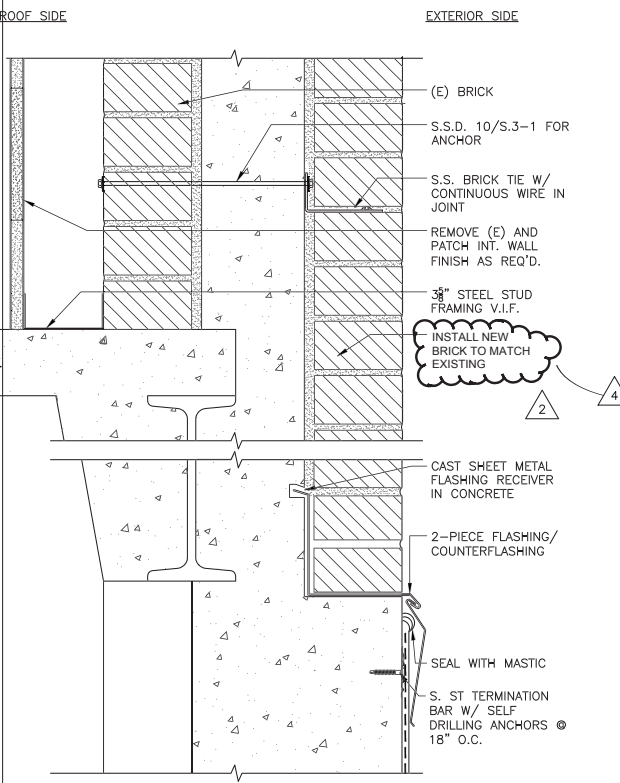 ROOF SIDE
EXTERIOR SIDE
(E) BRICK
S.S.D. 10/S.3-1 FOR
ANCHOR
S.S. BRICK TIE W/
CONTINUOUS WIRE IN
JOINT
REMOVE (E) AND
PATCH INT. WALL
FINISH AS REQ'D.
3 5/8" STEEL STUD
FRAMING V.I.F.
INSTALL NEW
BRICK TO MATCH
EXISTING
2
4
CAST SHEET METAL
FLASHING RECEIVER
IN CONCRETE
2-PIECE FLASHING/
COUNTERFLASHING
SEAL WITH MASTIC
S. ST TERMINATION
BAR W/ SELF
DRILLING ANCHORS @
18" O.C.